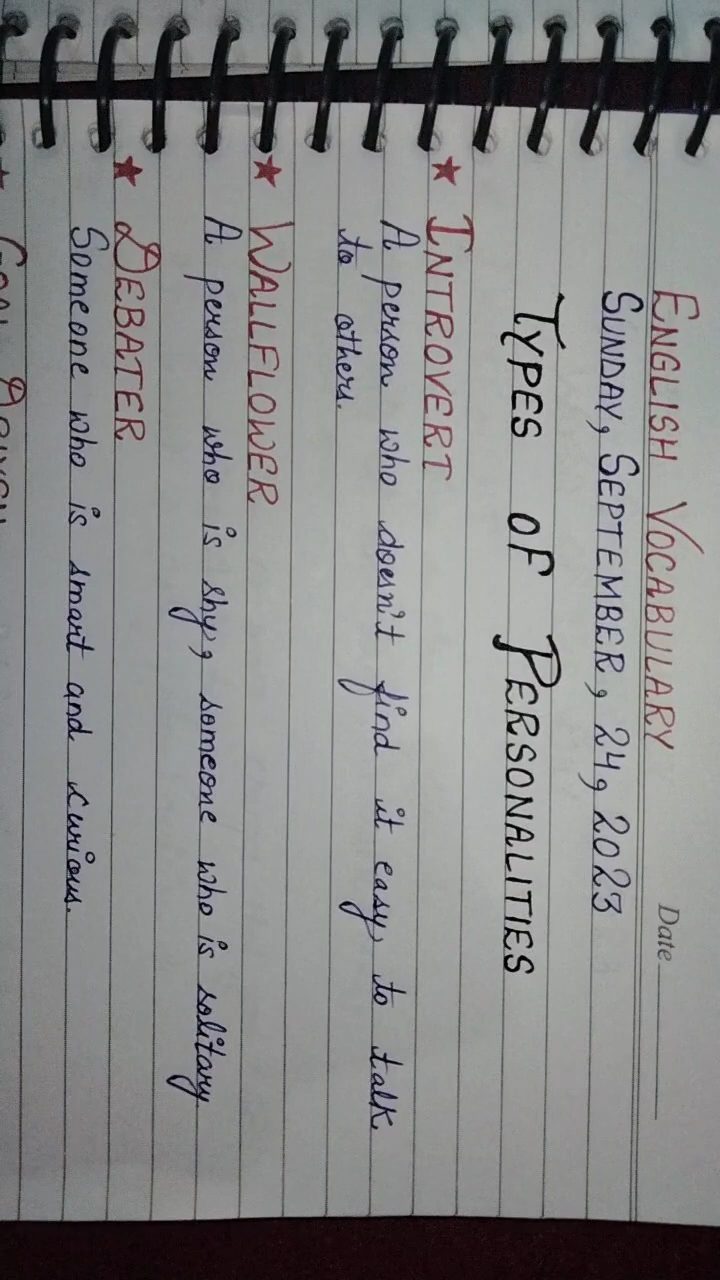 Date
ENGLISH VOCABULARY
SUNDAY, SEPTEMBER, 24, 2023
TYPES OF PERSONALITIES
★ INTROVERT
A person who doesn't find it easy, to talk
to others.
★ WALLFLOWER
A person who is shy, someone who is solitary
★ DEBATER
Someone who is smart and curious.